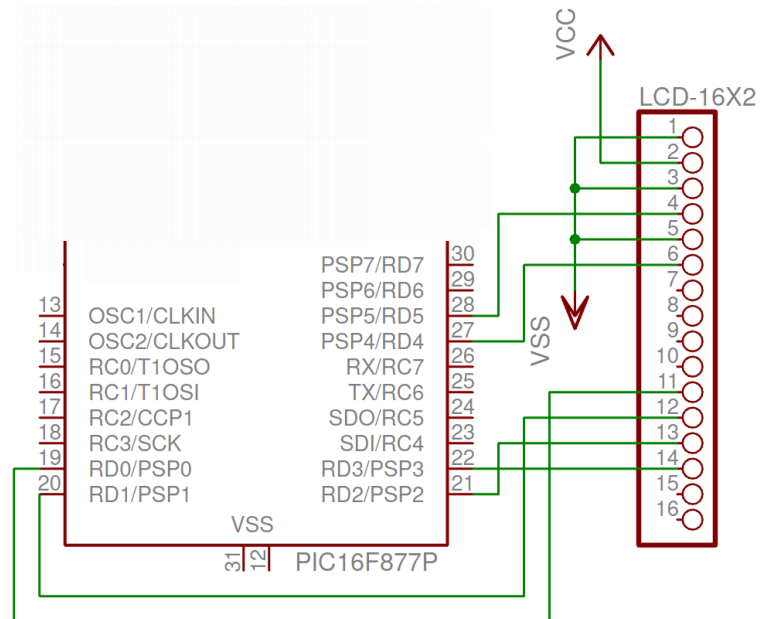 VCC
LCD-16X2
1
2
3
4
5
6
7
8
9
10
11
12
13
14
15
16
VSS
PSP7/RD7 30
PSP6/RD6 29
13 OSC1/CLKIN PSP5/RD5 28
14 OSC2/CLKOUT PSP4/RD4 27
15 RC0/T1OSO RX/RC7 26
16 RC1/T1OSI TX/RC6 25
17 RC2/CCP1 SDO/RC5 24
18 RC3/SCK SDI/RC4 23
19 RD0/PSP0 RD3/PSP3 22
20 RD1/PSP1 RD2/PSP2 21
VSS
31 12 PIC16F877P